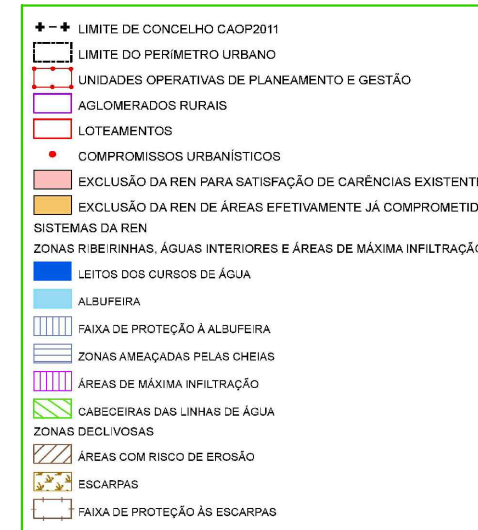 LIMITE DE CONCELHO CAOP2011
LIMITE DO PERÍMETRO URBANO
UNIDADES OPERATIVAS DE PLANEAMENTO E GESTÃO
AGLOMERADOS RURAIS
LOTEAMENTOS
COMPROMISSOS URBANÍSTICOS
EXCLUSÃO DA REN PARA SATISFAÇÃO DE CARÊNCIAS EXISTENT
EXCLUSÃO DA REN DE ÁREAS EFETIVAMENTE JÁ COMPROMETID
SISTEMAS DA REN
ZONAS RIBEIRINHAS, ÁGUAS INTERIORES E ÁREAS DE MÁXIMA INFILTRAÇÃO
LEITOS DOS CURSOS DE ÁGUA
ALBUFEIRA
FAIXA DE PROTEÇÃO À ALBUFEIRA
ZONAS AMEAÇADAS PELAS CHEIAS
ÁREAS DE MÁXIMA INFILTRAÇÃO
CABECEIRAS DAS LINHAS DE ÁGUA
ZONAS DECLIVOSAS
ÁREAS COM RISCO DE EROSÃO
ESCARPAS
FAIXA DE PROTEÇÃO ÀS ESCARPAS